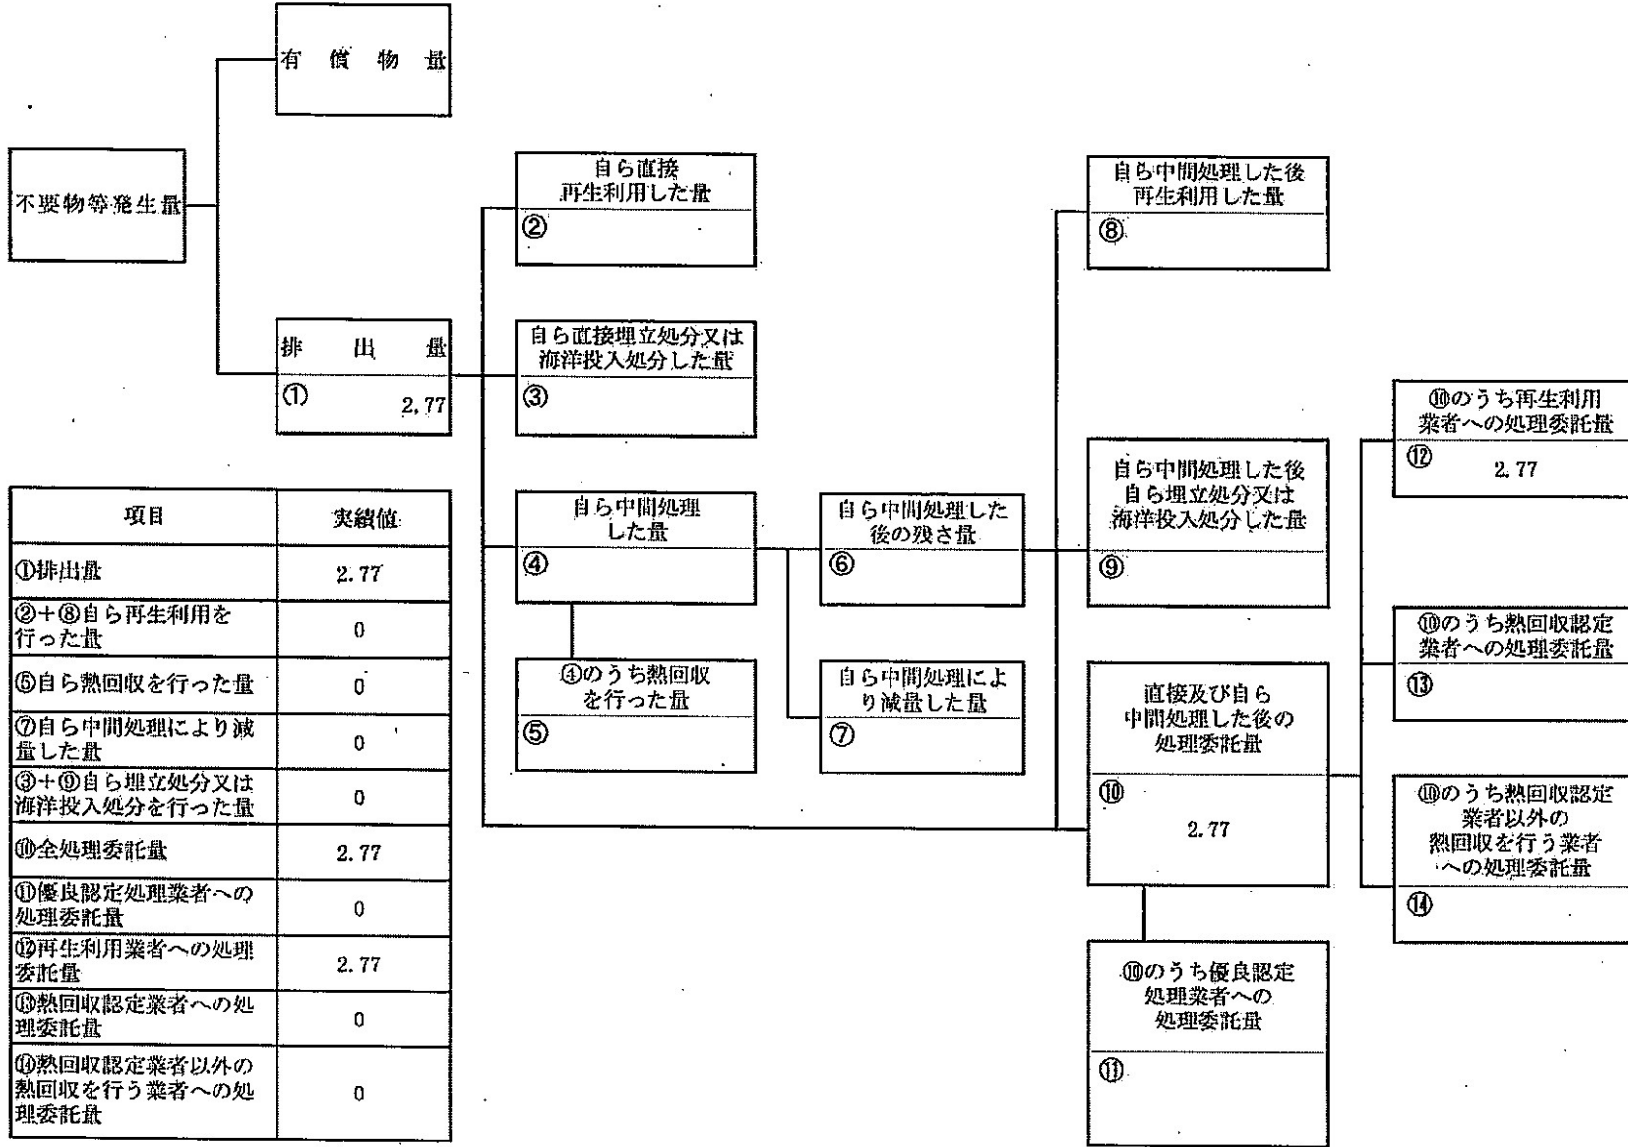 有償物量
不要物等発生量
排出量
①
2.77
自ら直接
再生利用した量
②
自ら直接埋立処分又は
海洋投入処分した量
③
自ら中間処理
した量
④
④のうち熱回収
を行った量
⑤
自ら中間処理した
後の残さ量
⑥
自ら中間処理によ
り減量した量
⑦
自ら中間処理した後
再生利用した量
⑧
自ら中間処理した後
自ら埋立処分又は
海洋投入処分した量
⑨
直接及び自ら
中間処理した後の
処理委託量
⑩
2.77
⑩のうち優良認定
処理業者への
処理委託量
⑪
⑩のうち再生利用
業者への処理委託量
⑫
2.77
⑩のうち熱回収認定
業者への処理委託量
⑬
⑩のうち熱回収認定
業者以外の
熱回収を行う業者
への処理委託量
⑭
項目 実績値
①排出量 2.77
②+⑧自ら再生利用を
行った量 0
⑤自ら熱回収を行った量 0
⑦自ら中間処理により減
量した量 0
③+⑨自ら埋立処分又は
海洋投入処分を行った量 0
⑩全処理委託量 2.77
⑪優良認定処理業者への
処理委託量 0
⑫再生利用業者への処理
委託量 2.77
⑬熱回収認定業者への処
理委託量 0
⑭熱回収認定業者以外の
熱回収を行う業者への処
理委託量 0